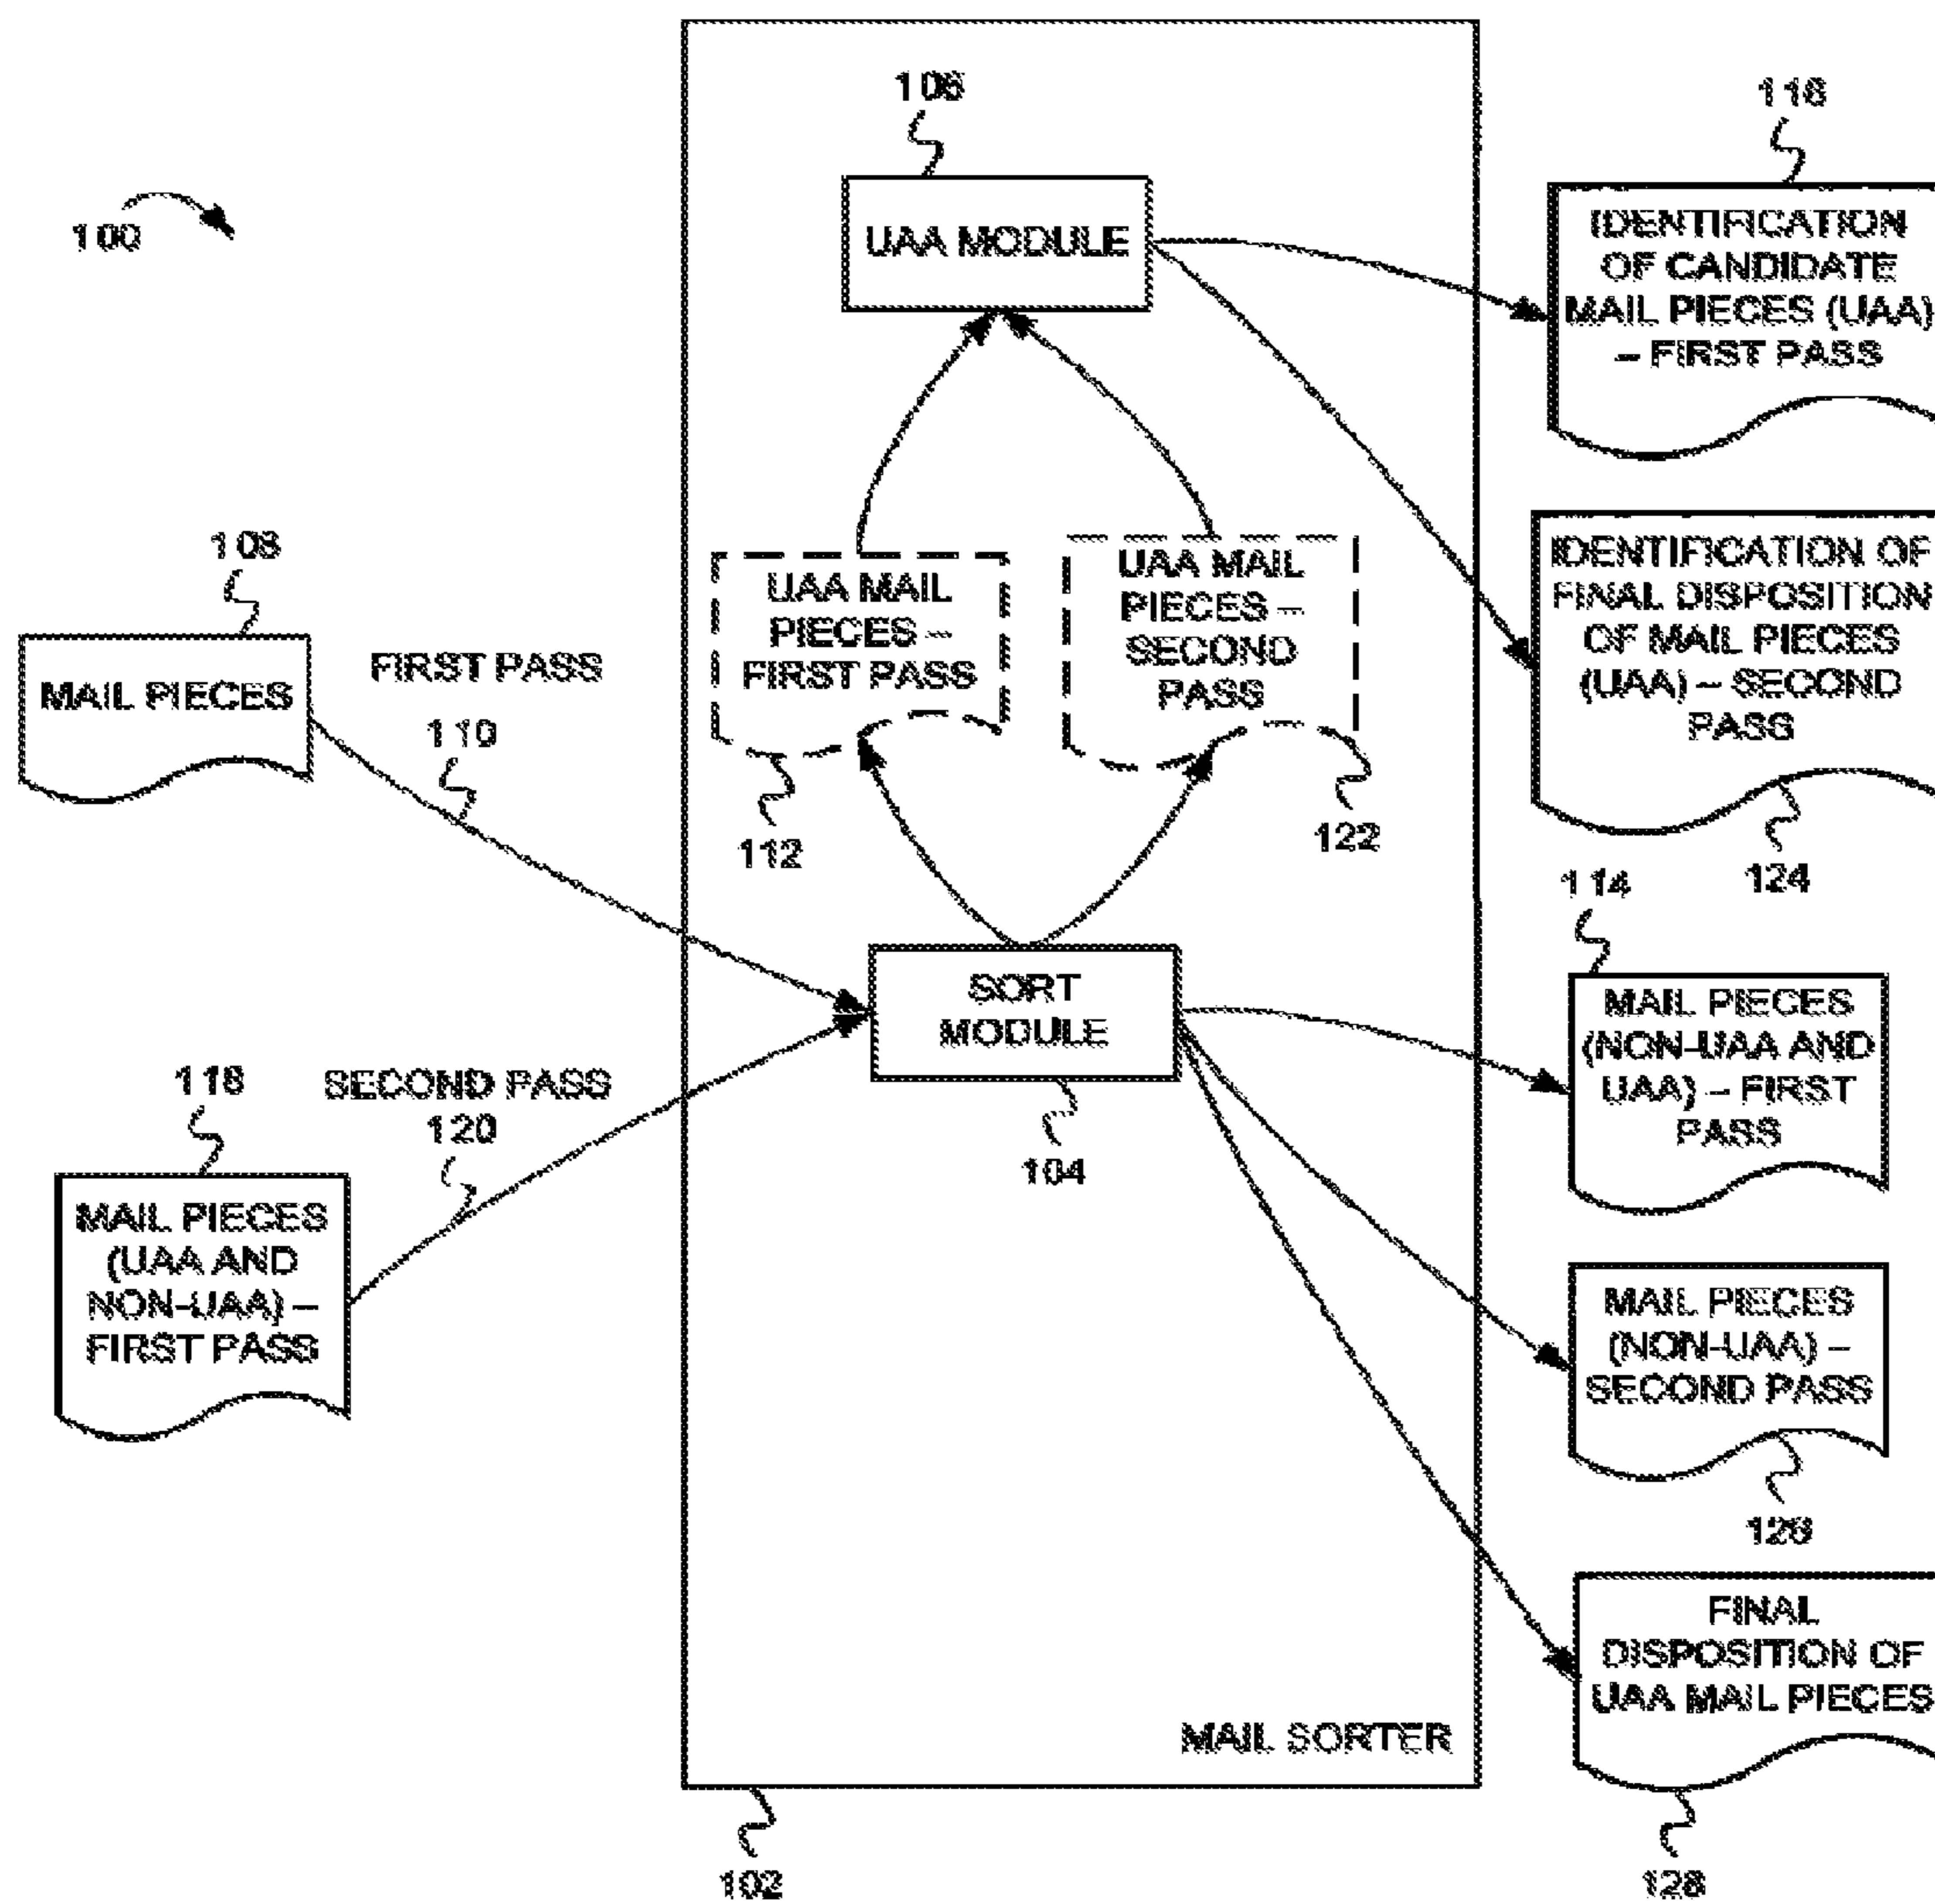 100
106
UAA MODULE
116
IDENTIFICATION
OF CANDIDATE
MAIL PIECES (UAA)
– FIRST PASS
108
MAIL PIECES
FIRST PASS
110
UAA MAIL
PIECES –
FIRST PASS
112
UAA MAIL
PIECES –
SECOND
PASS
122
IDENTIFICATION OF
FINAL DISPOSITION
OF MAIL PIECES
(UAA) – SECOND
PASS
124
SORT
MODULE
104
114
MAIL PIECES
(NON-UAA AND
UAA) – FIRST
PASS
118
SECOND PASS
120
MAIL PIECES
(UAA AND
NON-UAA) –
FIRST PASS
MAIL PIECES
(NON-UAA) –
SECOND PASS
126
FINAL
DISPOSITION OF
UAA MAIL PIECES
128
MAIL SORTER
102